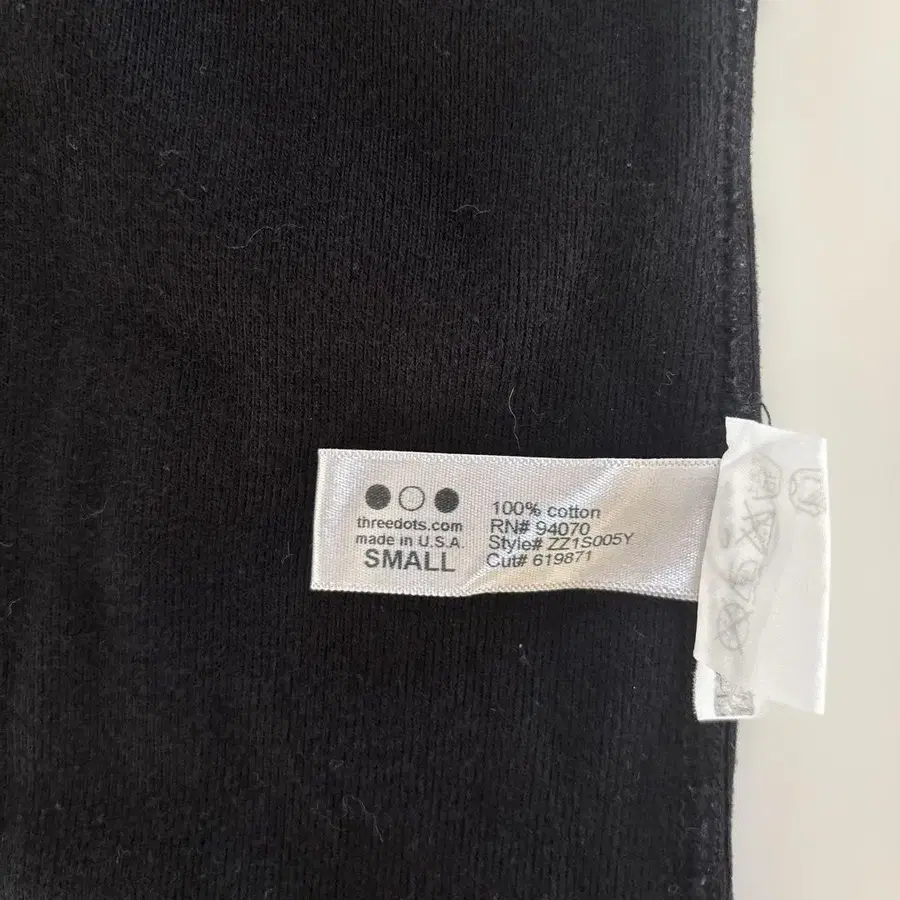 threedots.com
made in U.S.A.
SMALL
100% cotton
RN# 94070
Style# ZZ1S005Y
Cut# 619871